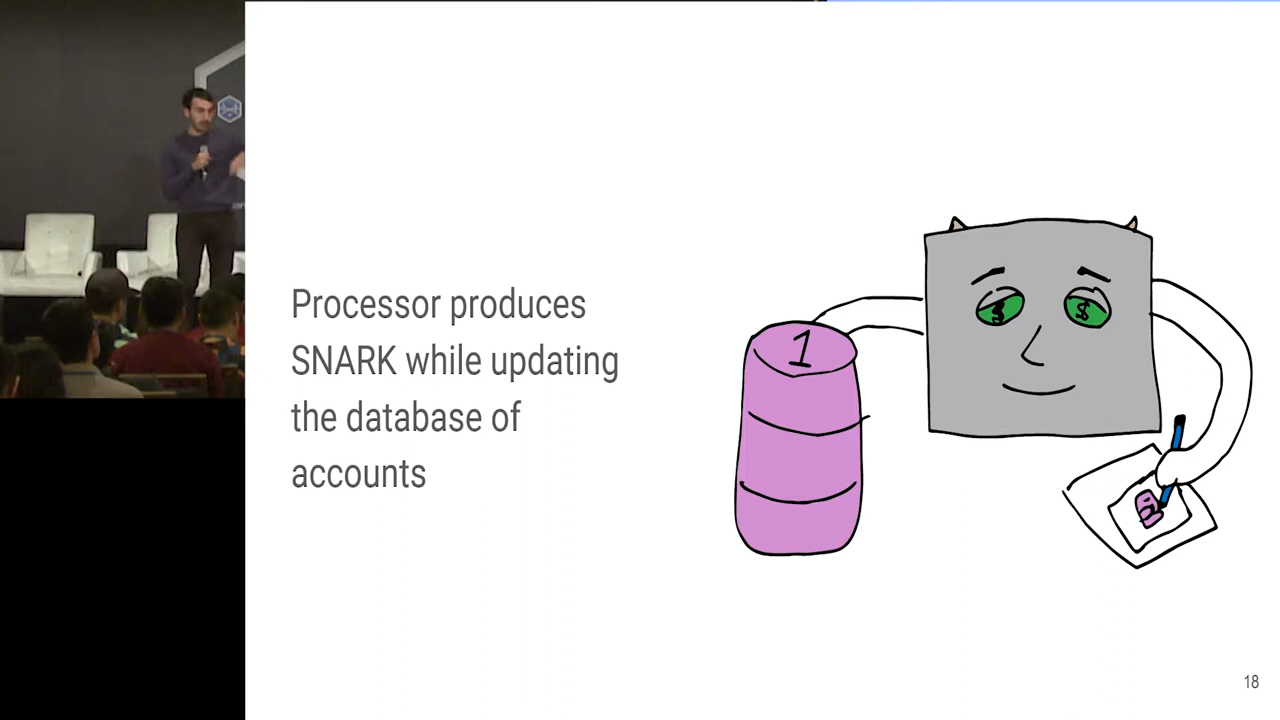 Processor produces
SNARK while updating
the database of
accounts
1
$
$
18